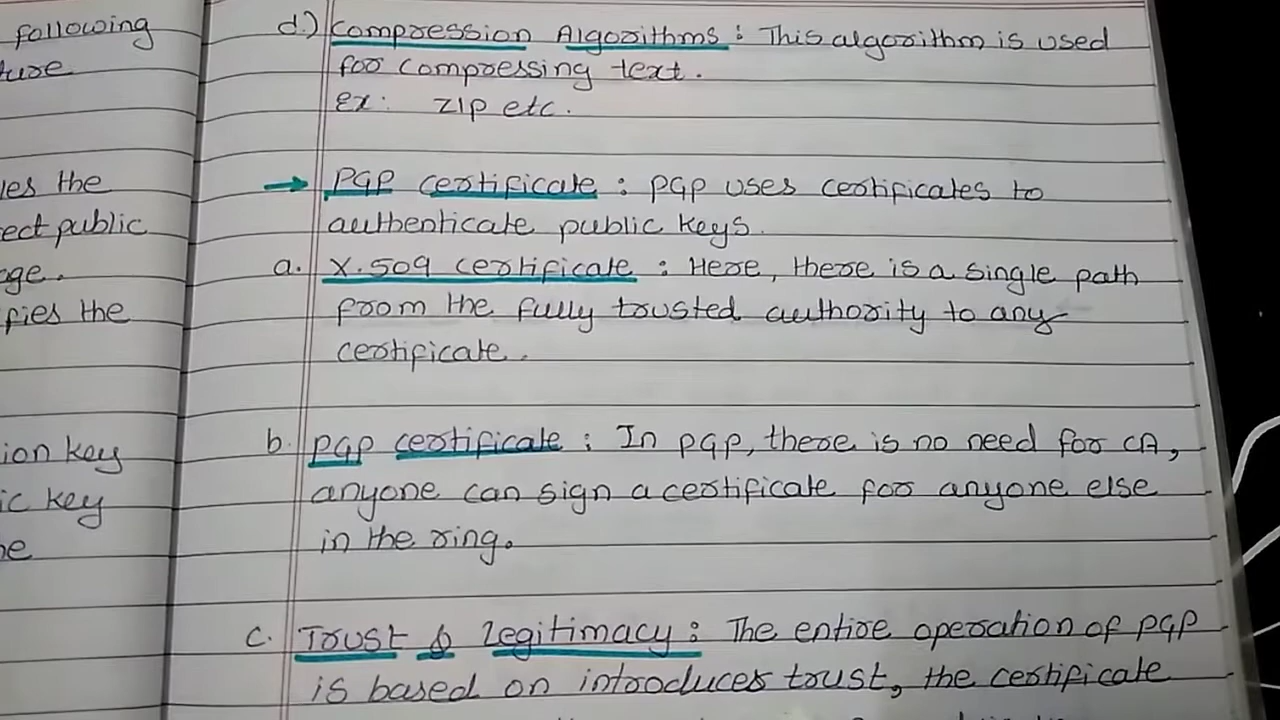 following
ture
les the
ect public
age.
fies the
ion key
ic key
he
d.) Compression Algorithms : This algorithm is used
for compressing text.
Ex: ZIP etc.
→ PGP certificate : PGP uses certificates to
authenticate public keys.
a. X.509 certificate : Here, there is a single path
from the fully trusted authority to any
certificate.
b. PGP certificate : In PGP, there is no need for CA,
anyone can sign a certificate for anyone else
in the ring.
c. Trust & Legitimacy : The entire operation of PGP
is based on introducer trust, the certificate